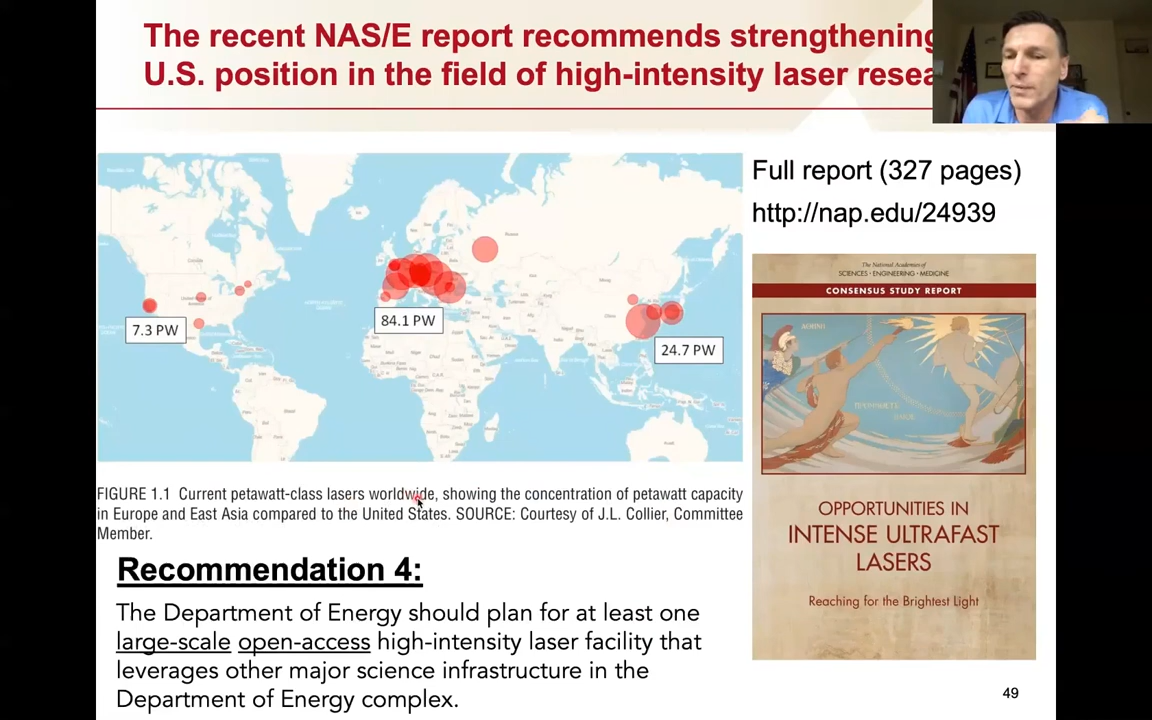 The recent NAS/E report recommends strengthening
U.S. position in the field of high-intensity laser resea
Full report (327 pages)
http://nap.edu/24939
7.3 PW
84.1 PW
24.7 PW
The National Academies of
SCIENCES • ENGINEERING • MEDICINE
CONSENSUS STUDY REPORT
OPPORTUNITIES IN
INTENSE ULTRAFAST
LASERS
Reaching for the Brightest Light
FIGURE 1.1 Current petawatt-class lasers worldwide, showing the concentration of petawatt capacity
in Europe and East Asia compared to the United States. SOURCE: Courtesy of J.L. Collier, Committee
Member.
Recommendation 4:
The Department of Energy should plan for at least one
large-scale open-access high-intensity laser facility that
leverages other major science infrastructure in the
Department of Energy complex.
49